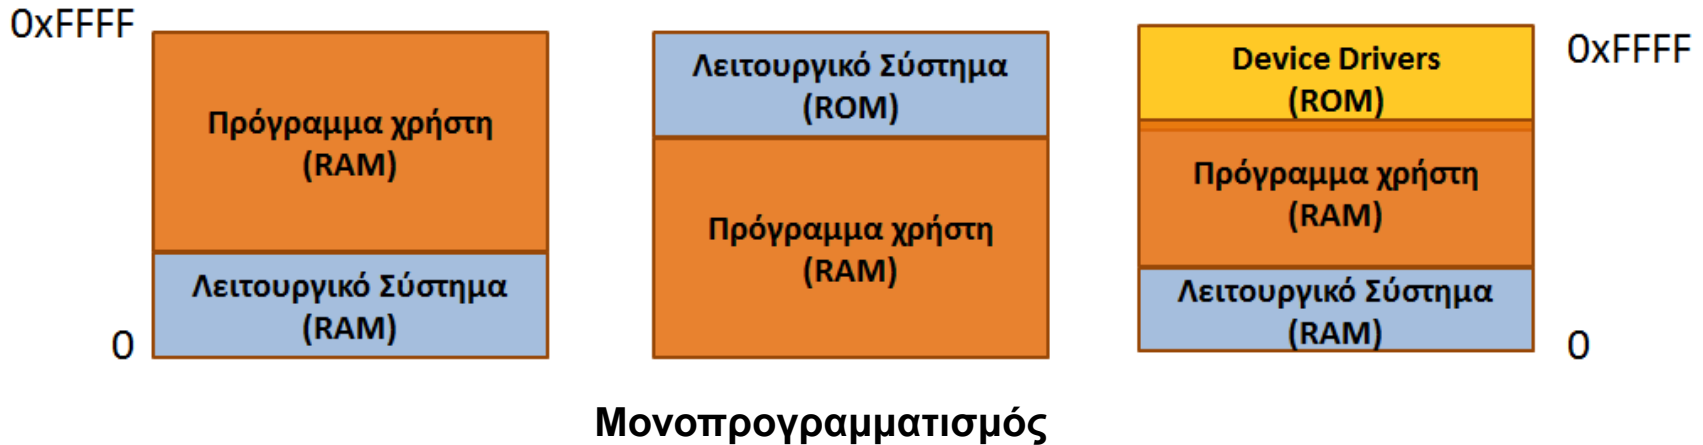 0xFFFF
Πρόγραμμα χρήστη
(RAM)
Λειτουργικό Σύστημα
(RAM)
0
Λειτουργικό Σύστημα
(ROM)
Πρόγραμμα χρήστη
(RAM)
Device Drivers
(ROM)
0xFFFF
Πρόγραμμα χρήστη
(RAM)
Λειτουργικό Σύστημα
(RAM)
0
Μονοπρογραμματισμός